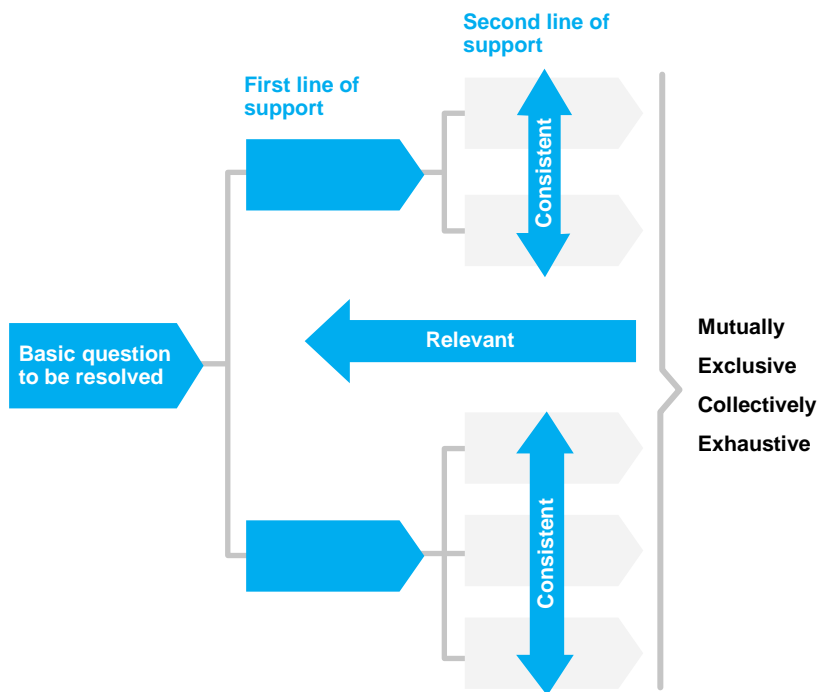 Second line of
support
First line of
support
Consistent
Relevant
Basic question
to be resolved
Mutually
Exclusive
Collectively
Exhaustive
Consistent